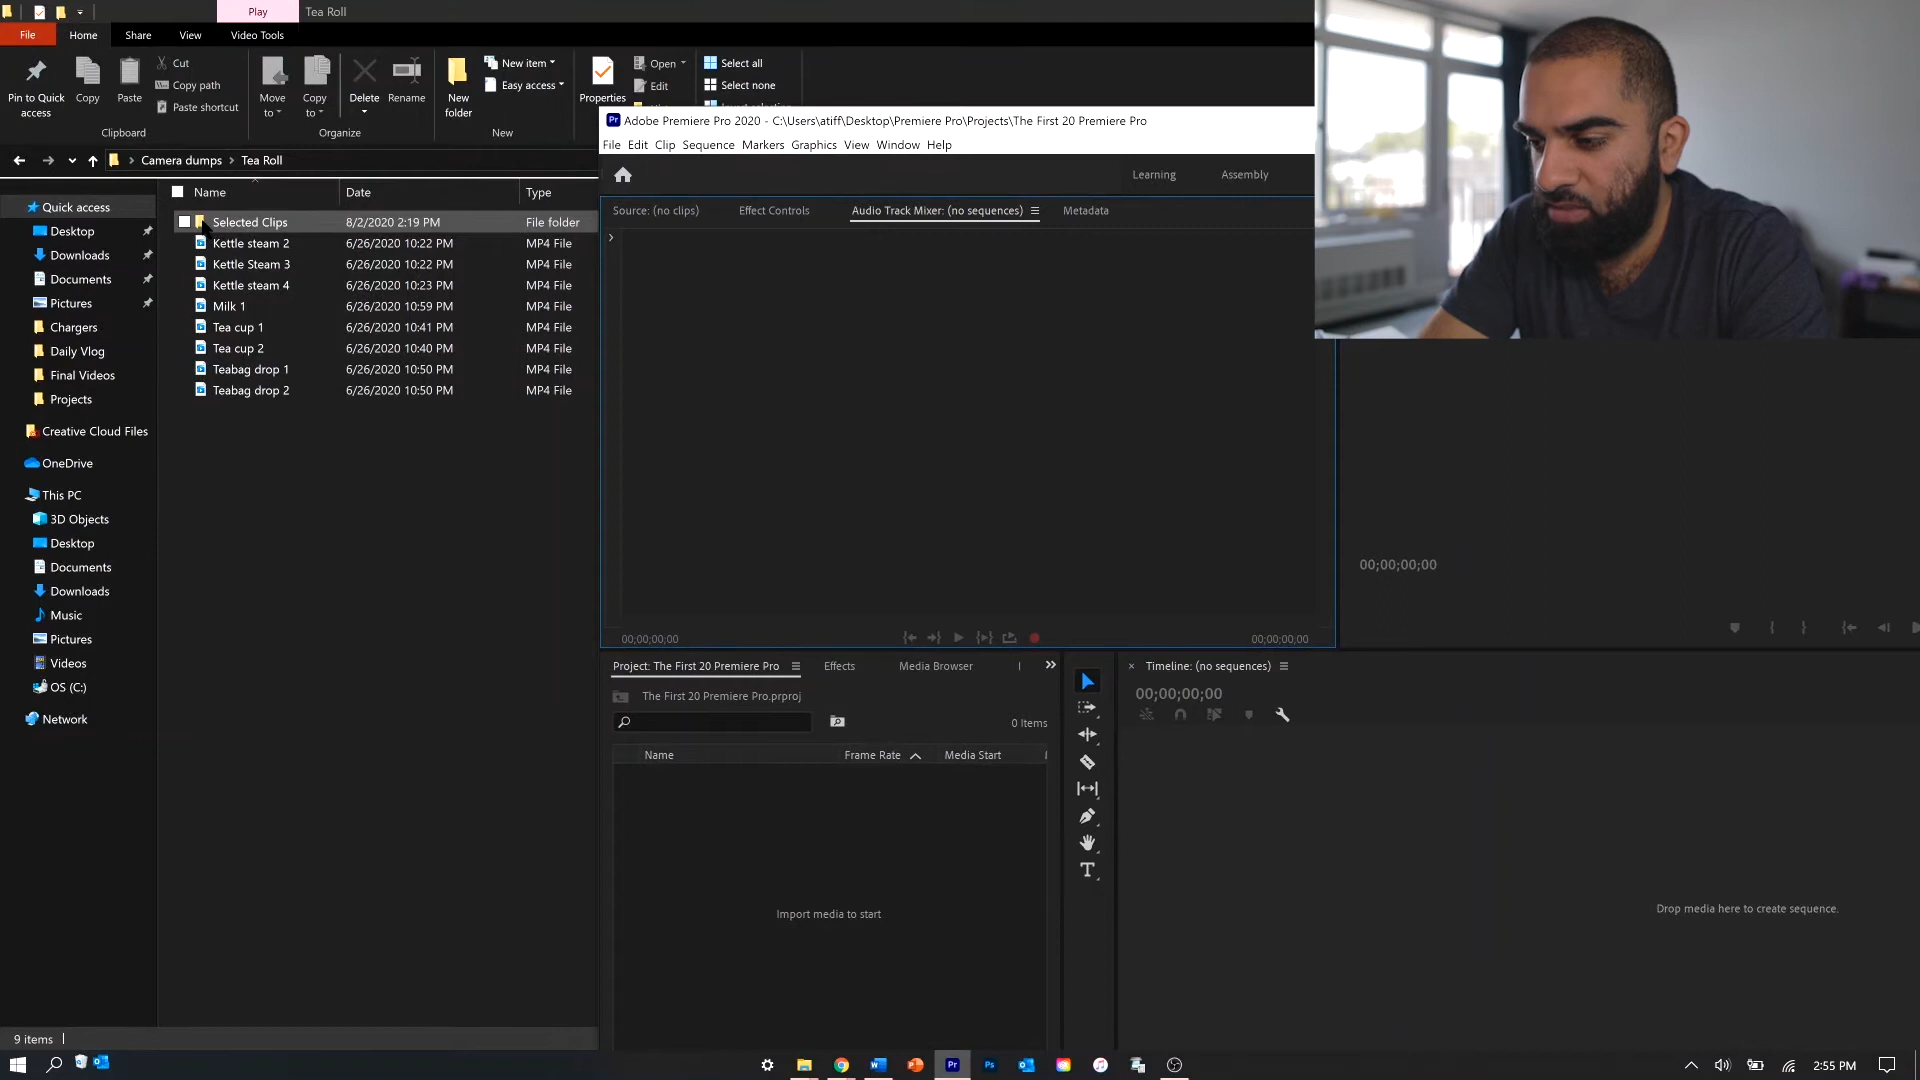 Play Tea Roll
File Home Share View Video Tools
Pin to Quick access
Copy
Paste
Cut
Copy path
Paste shortcut
Clipboard
Move to
Copy to
Delete
Rename
Organize
New folder
New item
Easy access
New
Properties
Open
Edit
Select all
Select none
Camera dumps Tea Roll
Name Date Type
Selected Clips 8/2/2020 2:19 PM File folder
Kettle steam 2 6/26/2020 10:22 PM MP4 File
Kettle Steam 3 6/26/2020 10:22 PM MP4 File
Kettle steam 4 6/26/2020 10:23 PM MP4 File
Milk 1 6/26/2020 10:59 PM MP4 File
Tea cup 1 6/26/2020 10:41 PM MP4 File
Tea cup 2 6/26/2020 10:40 PM MP4 File
Teabag drop 1 6/26/2020 10:50 PM MP4 File
Teabag drop 2 6/26/2020 10:50 PM MP4 File
Quick access
Desktop
Downloads
Documents
Pictures
Chargers
Daily Vlog
Final Videos
Projects
Creative Cloud Files
OneDrive
This PC
3D Objects
Desktop
Documents
Downloads
Music
Pictures
Videos
OS (C:)
Network
9 items
Pr Adobe Premiere Pro 2020 - C:\Users\atiff\Desktop\Premiere Pro\Projects\The First 20 Premiere Pro
File Edit Clip Sequence Markers Graphics View Window Help
Learning Assembly
Source: (no clips) Effect Controls Audio Track Mixer: (no sequences) Metadata
00;00;00;00
00;00;00;00 00;00;00;00
Project: The First 20 Premiere Pro Effects Media Browser
The First 20 Premiere Pro.prproj
0 Items
Name Frame Rate Media Start
Import media to start
T
Timeline: (no sequences)
00;00;00;00
Drop media here to create sequence.
Pr Ps
2:55 PM